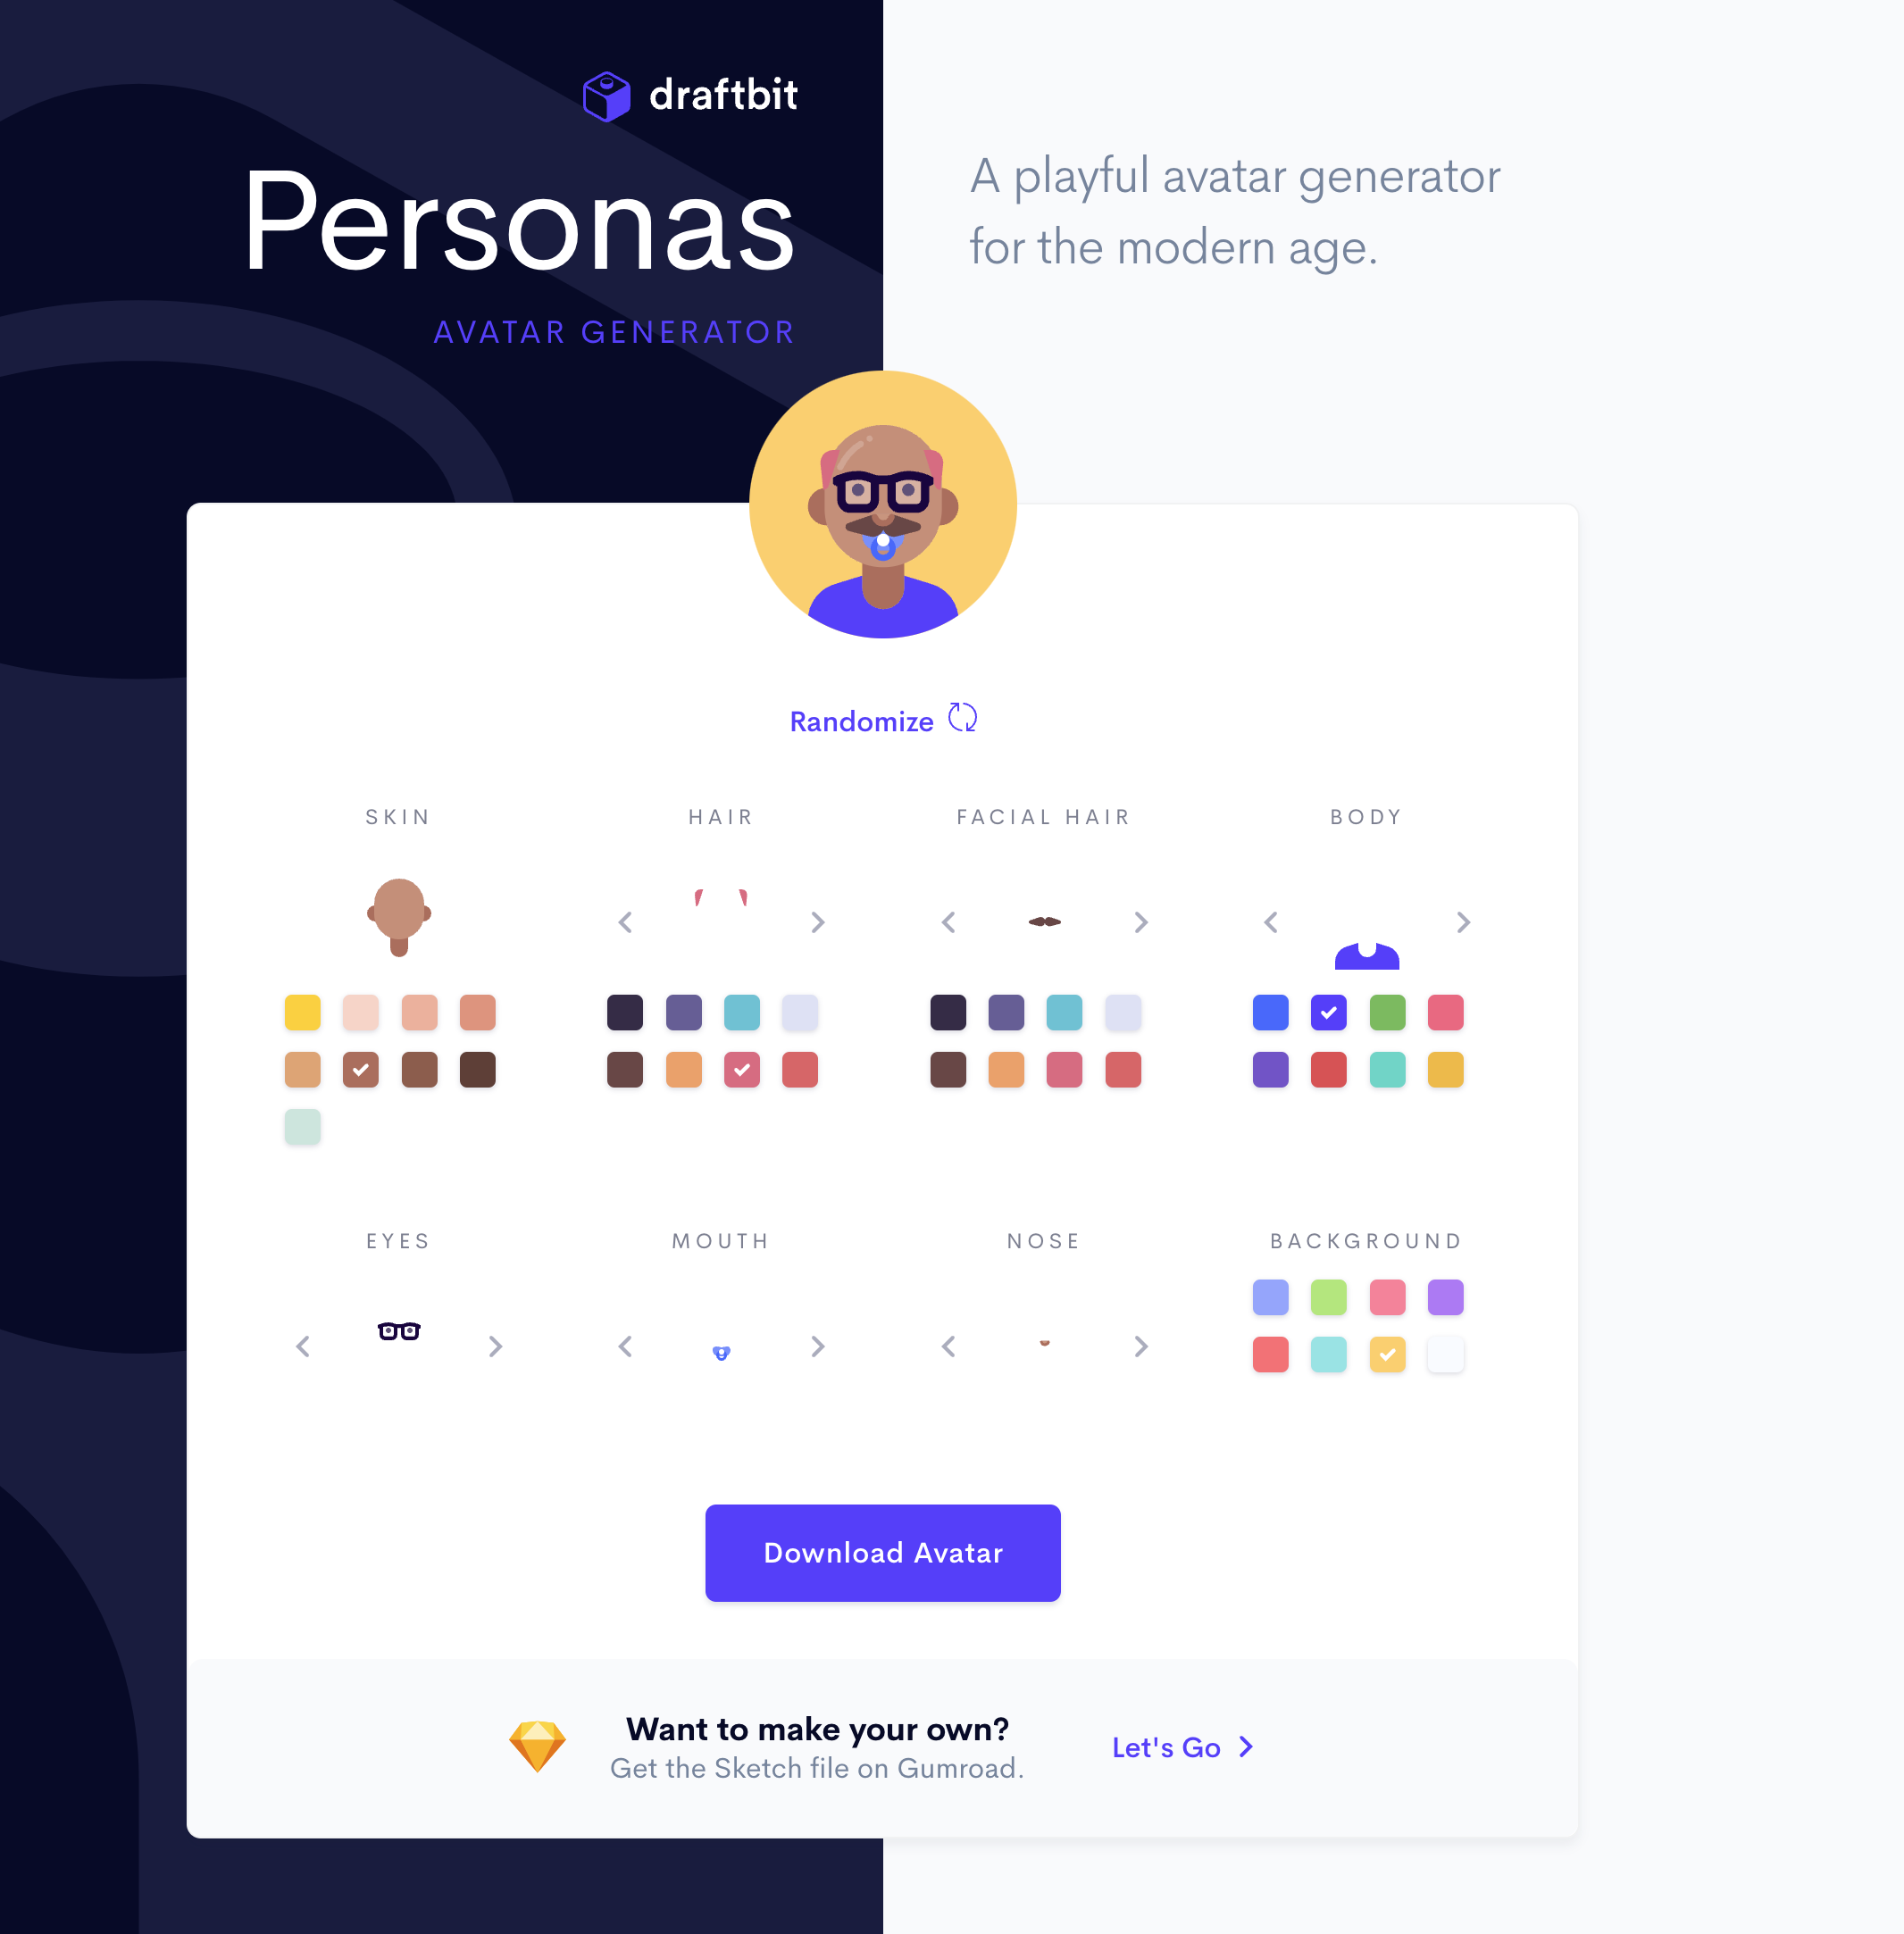 draftbit
Personas
AVATAR GENERATOR
A playful avatar generator
for the modern age.
Randomize
SKIN
HAIR
FACIAL HAIR
BODY
EYES
MOUTH
NOSE
BACKGROUND
Download Avatar
Want to make your own?
Get the Sketch file on Gumroad.
Let's Go